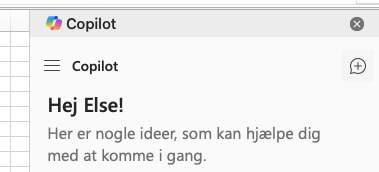 Copilot
Copilot
Hej Else!
Her er nogle ideer, som kan hjælpe dig
med at komme i gang.